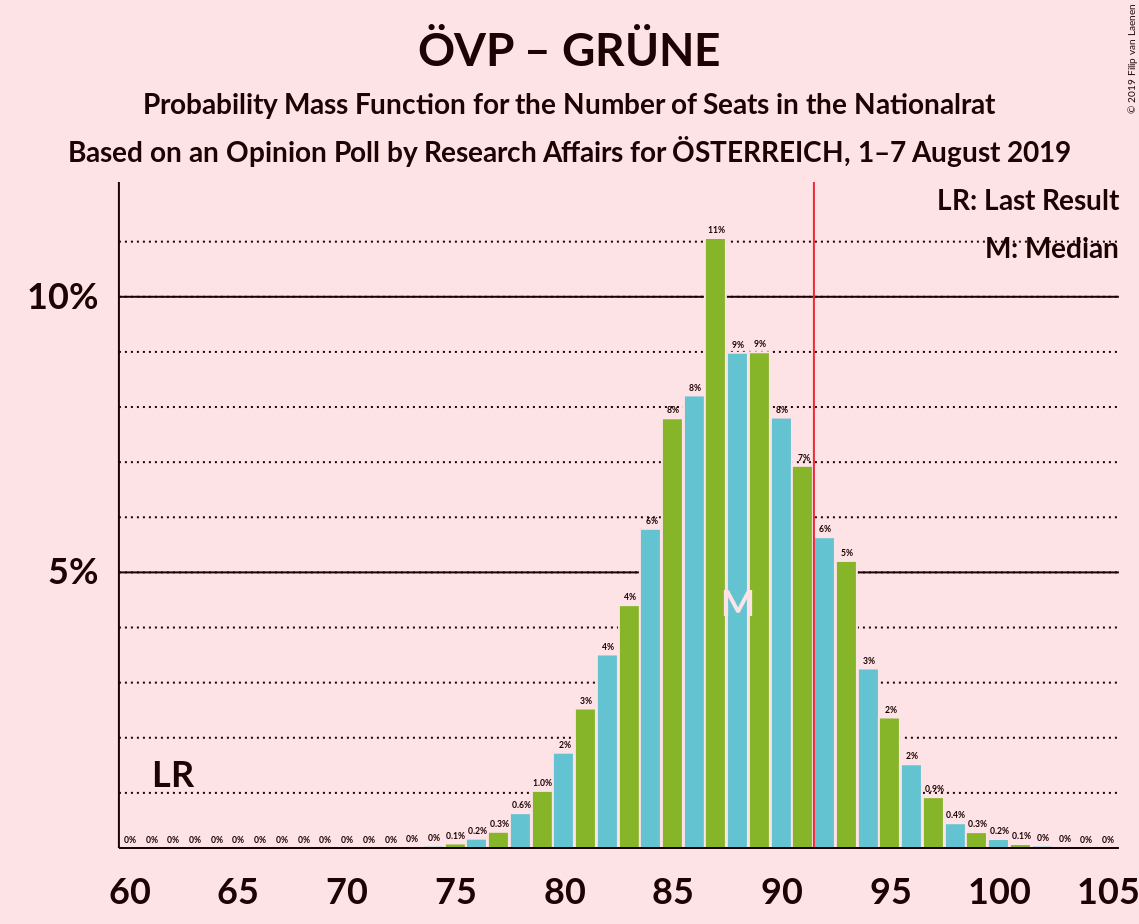 ÖVP – GRÜNE
Probability Mass Function for the Number of Seats in the Nationalrat
Based on an Opinion Poll by Research Affairs for ÖSTERREICH, 1–7 August 2019
© 2019 Filip van Laenen
LR: Last Result
M: Median
10%
5%
LR
M
0% 0% 0% 0% 0% 0% 0% 0% 0% 0% 0% 0% 0% 0% 0% 0.1% 0.2% 0.3% 0.6% 1.0% 2% 3% 4% 4% 6% 8% 8% 11% 9% 9% 8% 7% 6% 5% 3% 2% 2% 0.9% 0.4% 0.3% 0.2% 0.1% 0% 0% 0% 0%
60 65 70 75 80 85 90 95 100 105